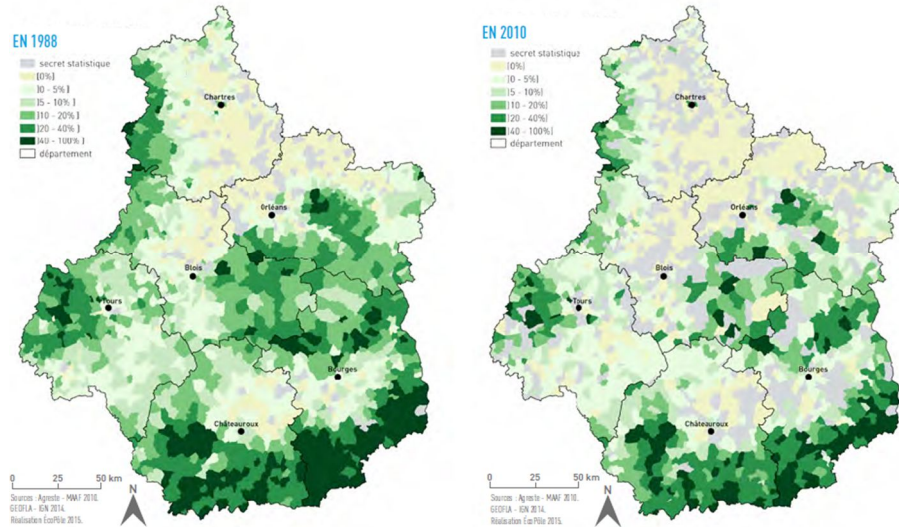 EN 1988
secret statistique
[0%]
]0 - 5% ]
]5 - 10% ]
]10 - 20% ]
]20 - 40% ]
]40 - 100% ]
département
Chartres
Orléans
Blois
Tours
Bourges
Châteauroux
0 25 50 km
N
Sources : Agreste - MAAF 2010.
GEOFLA - IGN 2014.
Réalisation ÉcoPôle 2015.
EN 2010
secret statistique
[0%]
]0 - 5%]
]5 - 10%]
]10 - 20%]
]20 - 40%]
]40 - 100%]
département
Chartres
Orléans
Blois
Tours
Bourges
Châteauroux
0 25 50 km
N
Sources : Agreste - MAAF 2010.
GEOFLA - IGN 2014.
Réalisation ÉcoPôle 2015.